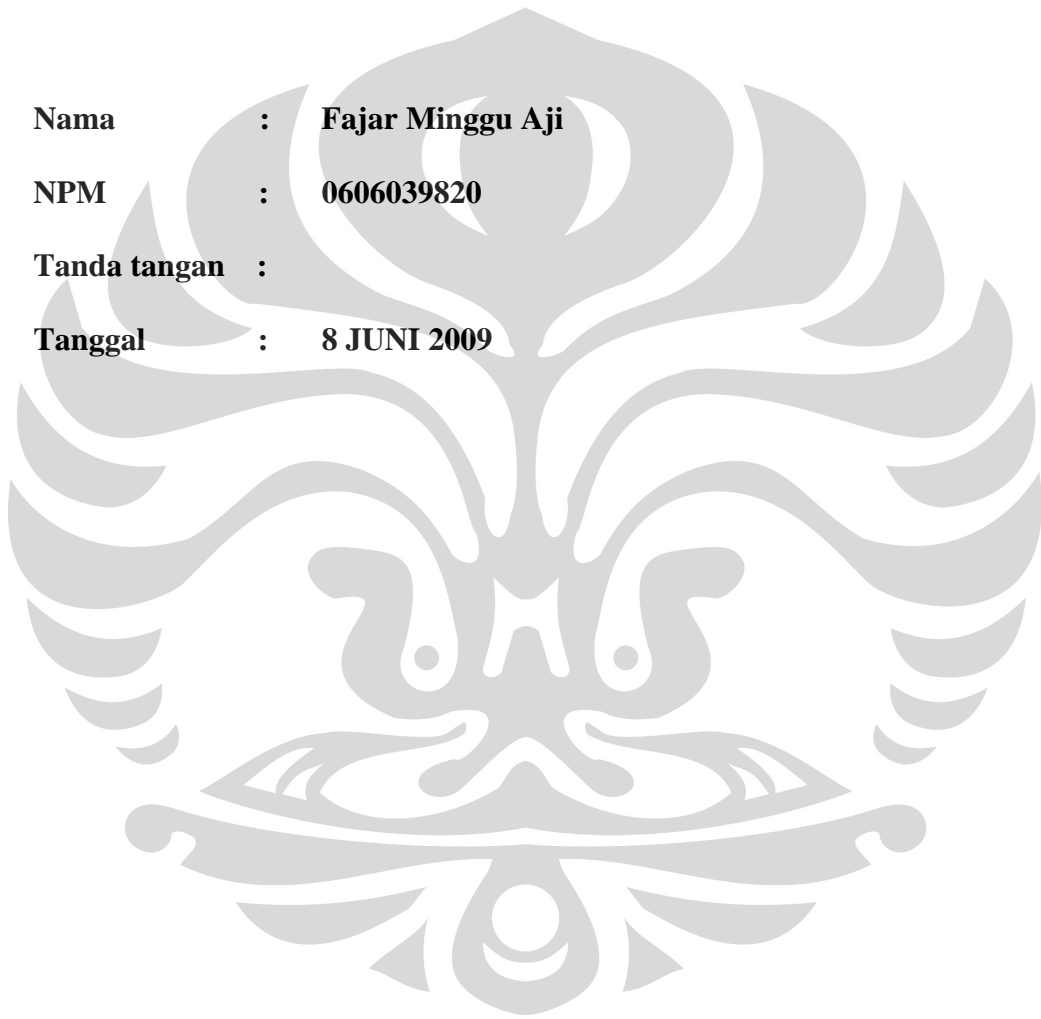 Nama : Fajar Minggu Aji
NPM : 0606039820
Tanda tangan :
Tanggal : 8 JUNI 2009